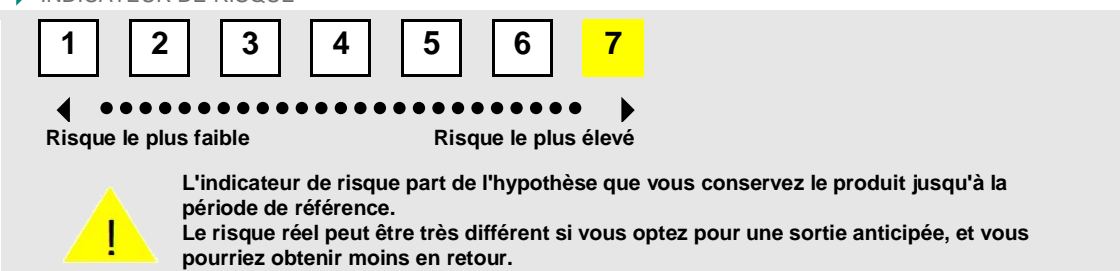 INDICATEUR DE RISQUE
1 2 3 4 5 6 7
Risque le plus faible Risque le plus élevé
L'indicateur de risque part de l'hypothèse que vous conservez le produit jusqu'à la
période de référence.
Le risque réel peut être très différent si vous optez pour une sortie anticipée, et vous
pourriez obtenir moins en retour.
!